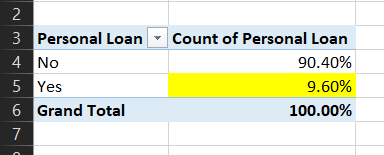 2
3 Personal Loan Count of Personal Loan
4 No 90.40%
5 Yes 9.60%
6 Grand Total 100.00%
7